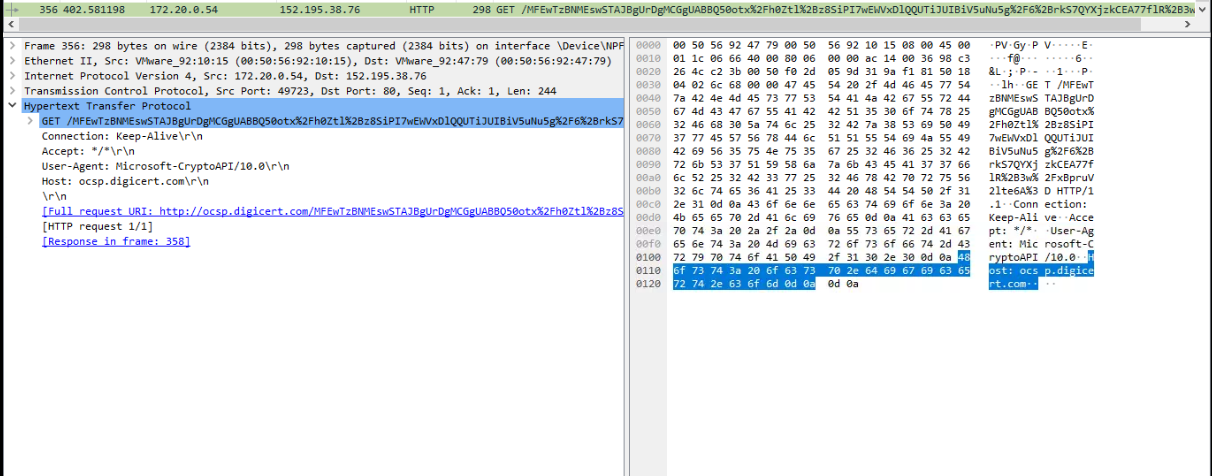 356 402.581198 172.20.0.54 152.195.38.76 HTTP 298 GET /MFEwTzBNMEswSTAJBgUrDgMCGgUABBQ50otx%2Fh0Ztl%2Bz8SiPI7wEWVxDlQQUTiJUIBiV5uNu5g%2F6%2BrkS7QYXjzkCEA77flR%2B3w
Frame 356: 298 bytes on wire (2384 bits), 298 bytes captured (2384 bits) on interface \Device\NPF
Ethernet II, Src: VMware_92:10:15 (00:50:56:92:10:15), Dst: VMware_92:47:79 (00:50:56:92:47:79)
Internet Protocol Version 4, Src: 172.20.0.54, Dst: 152.195.38.76
Transmission Control Protocol, Src Port: 49723, Dst Port: 80, Seq: 1, Ack: 1, Len: 244
Hypertext Transfer Protocol
GET /MFEwTzBNMEswSTAJBgUrDgMCGgUABBQ50otx%2Fh0Ztl%2Bz8SiPI7wEWVxDlQQUTiJUIBiV5uNu5g%2F6%2BrkS7
Connection: Keep-Alive\r\n
Accept: */*\r\n
User-Agent: Microsoft-CryptoAPI/10.0\r\n
Host: ocsp.digicert.com\r\n
\r\n
[Full request URI: http://ocsp.digicert.com/MFEwTzBNMEswSTAJBgUrDgMCGgUABBQ50otx%2Fh0Ztl%2Bz8S
[HTTP request 1/1]
[Response in frame: 358]
0000 00 50 56 92 47 79 00 50 56 92 10 15 08 00 45 00 ·PV·Gy·P V·····E·
0010 01 1c 06 66 40 00 80 06 00 00 ac 14 00 36 98 c3 ···f@··· ·····6··
0020 26 4c c2 3b 00 50 f0 2d 05 9d 31 9a f1 81 50 18 &L·;·P·- ··1···P·
0030 04 02 6c 68 00 00 47 45 54 20 2f 4d 46 45 77 54 ··lh··GE T /MFEwT
0040 7a 42 4e 4d 45 73 77 53 54 41 4a 42 67 55 72 44 zBNMEswS TAJBgUrD
0050 67 4d 43 47 67 55 41 42 42 51 35 30 6f 74 78 25 gMCGgUAB BQ50otx%
0060 32 46 68 30 5a 74 6c 25 32 42 7a 38 53 69 50 49 2Fh0Ztl% 2Bz8SiPI
0070 37 77 45 57 56 78 44 6c 51 51 55 54 69 4a 55 49 7wEWVxDl QQUTiJUI
0080 42 69 56 35 75 4e 75 35 67 25 32 46 36 25 32 42 BiV5uNu5 g%2F6%2B
0090 72 6b 53 37 51 59 58 6a 7a 6b 43 45 41 37 37 66 rkS7QYXj zkCEA77f
00a0 6c 52 25 32 42 33 77 25 32 46 78 42 70 72 75 56 lR%2B3w% 2FxBpruV
00b0 32 6c 74 65 36 41 25 33 44 20 48 54 54 50 2f 31 2lte6A%3 D HTTP/1
00c0 2e 31 0d 0a 43 6f 6e 6e 65 63 74 69 6f 6e 3a 20 .1··Conn ection:
00d0 4b 65 65 70 2d 41 6c 69 76 65 0d 0a 41 63 63 65 Keep-Ali ve··Acce
00e0 70 74 3a 20 2a 2f 2a 0d 0a 55 73 65 72 2d 41 67 pt: */*· ·User-Ag
00f0 65 6e 74 3a 20 4d 69 63 72 6f 73 6f 66 74 2d 43 ent: Mic rosoft-C
0100 72 79 70 74 6f 41 50 49 2f 31 30 2e 30 0d 0a 48 ryptoAPI /10.0··H
0110 6f 73 74 3a 20 6f 63 73 70 2e 64 69 67 69 63 65 ost: ocs p.digice
0120 72 74 2e 63 6f 6d 0d 0a 0d 0a rt.com·· ··